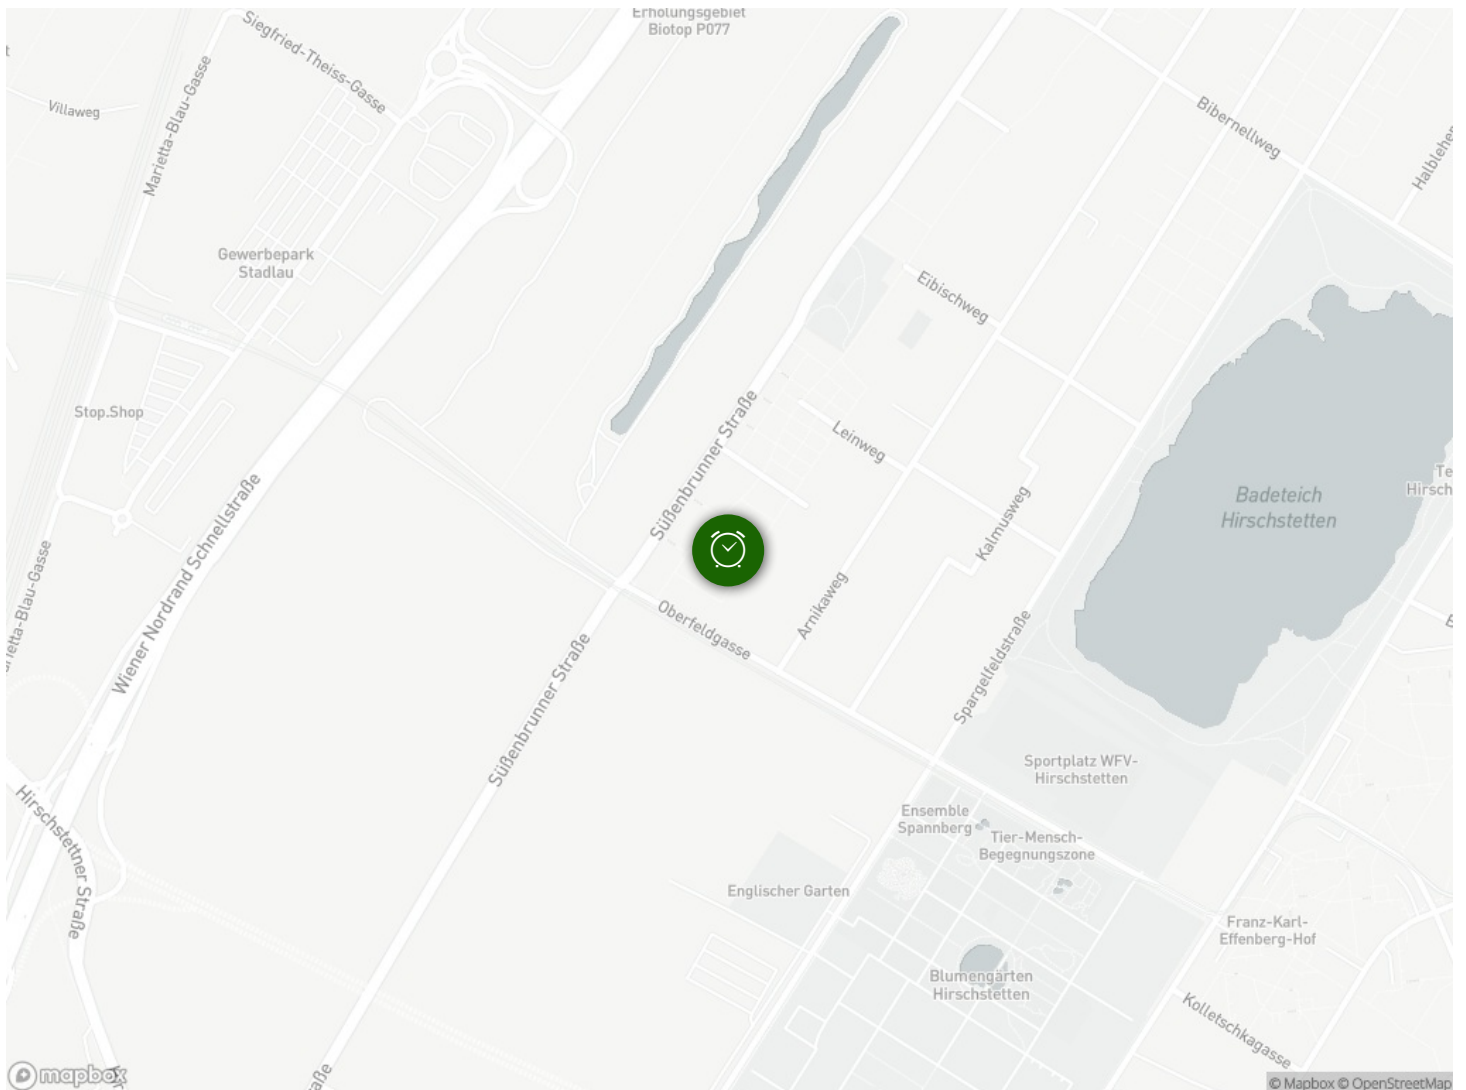 Erholungsgebiet
Biotop P077
Siegfried-Theiss-Gasse
Villaweg
Marietta-Blau-Gasse
Bibernellweg
Gewerbepark
Stadlau
Eibischweg
Stop.Shop
Süßenbrunner Straße
Leinweg
Badeteich
Hirschstetten
Kalmusweg
Wiener Nordrand Schnellstraße
Oberfeldgasse
Arnikaweg
Spargelfeldstraße
Süßenbrunner Straße
Sportplatz WFV-
Hirschstetten
Hirschstettner Straße
Ensemble
Spannberg
Tier-Mensch-
Begegnungszone
Englischer Garten
Franz-Karl-
Effenberg-Hof
Blumengärten
Hirschstetten
Kolletschkagasse
mapbox
© Mapbox © OpenStreetMap